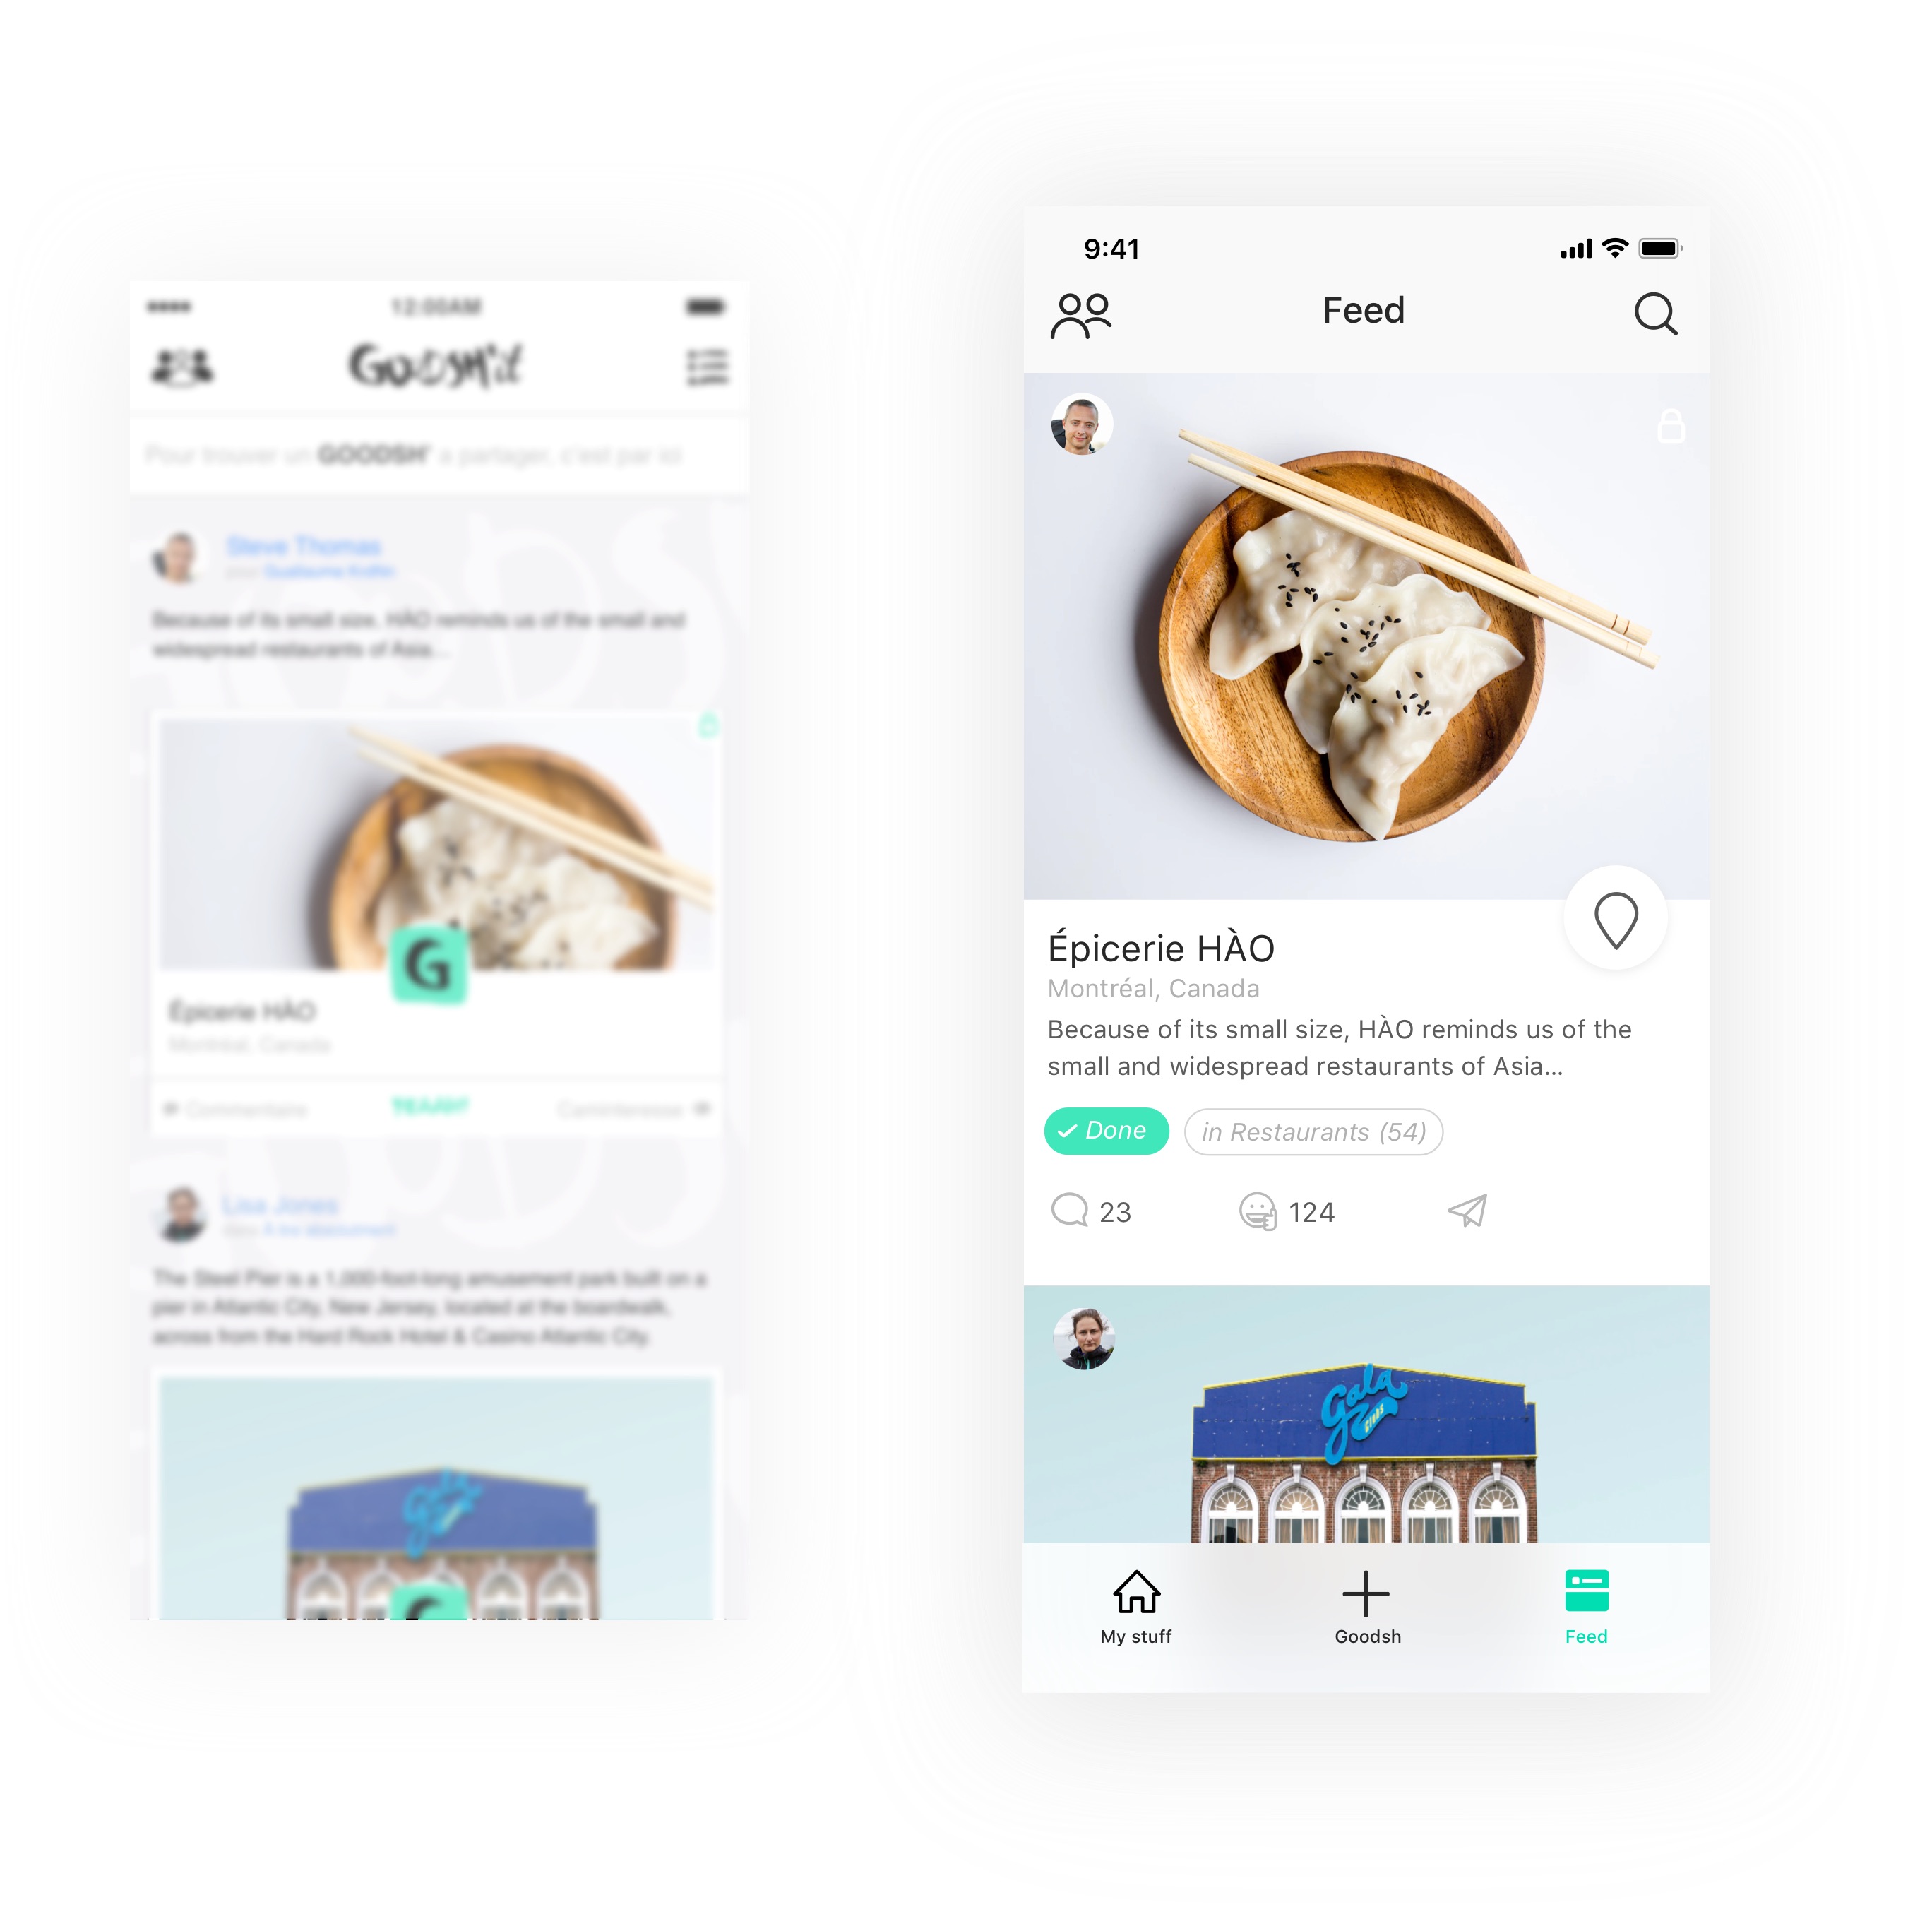 12:00AM
Goodsh'it
Pour trouver un GOODSH' a partager, c'est par ici
Steve Thomas
Because of its small size, HÀO reminds us of the small and
widespread restaurants of Asia...
G
Épicerie HÀO
Montréal, Canada
Commentaire YEAAH!
Lisa Jones
The Steel Pier is a 1,000-foot-long amusement park built on a
pier in Atlantic City, New Jersey, located at the boardwalk,
across from the Hard Rock Hotel & Casino Atlantic City.
gala
9:41
Feed
Épicerie HÀO
Montréal, Canada
Because of its small size, HÀO reminds us of the
small and widespread restaurants of Asia...
Done in Restaurants (54)
23 124
gala
CLUBS
My stuff Goodsh Feed